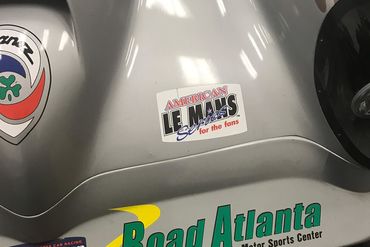 AMERICAN
LE MANS
Series
for the fans
Road Atlanta
Motor Sports Center